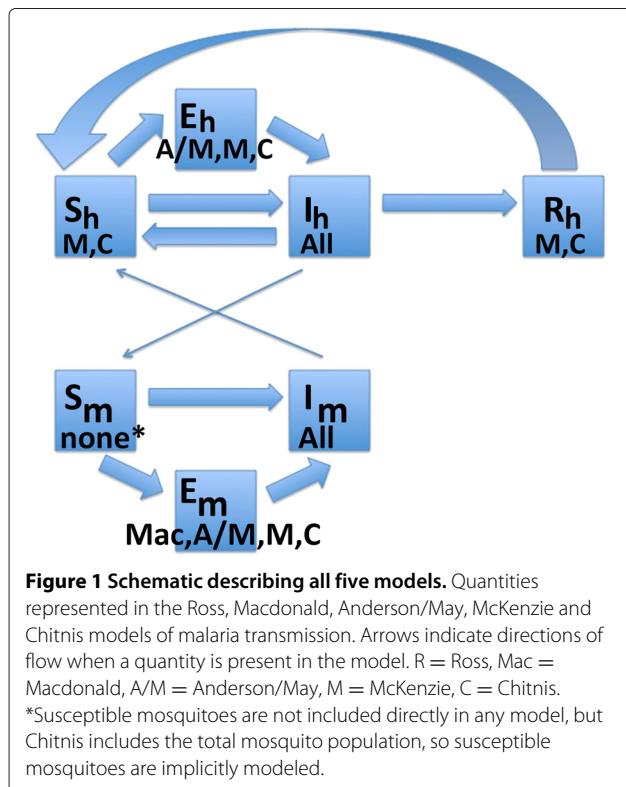 Eh
A/M,M,C
Sh
M,C
Ih
All
Rh
M,C
Sm
none*
Im
All
Em
Mac,A/M,M,C
Figure 1 Schematic describing all five models. Quantities
represented in the Ross, Macdonald, Anderson/May, McKenzie and
Chitnis models of malaria transmission. Arrows indicate directions of
flow when a quantity is present in the model. R = Ross, Mac =
Macdonald, A/M = Anderson/May, M = McKenzie, C = Chitnis.
*Susceptible mosquitoes are not included directly in any model, but
Chitnis includes the total mosquito population, so susceptible
mosquitoes are implicitly modeled.